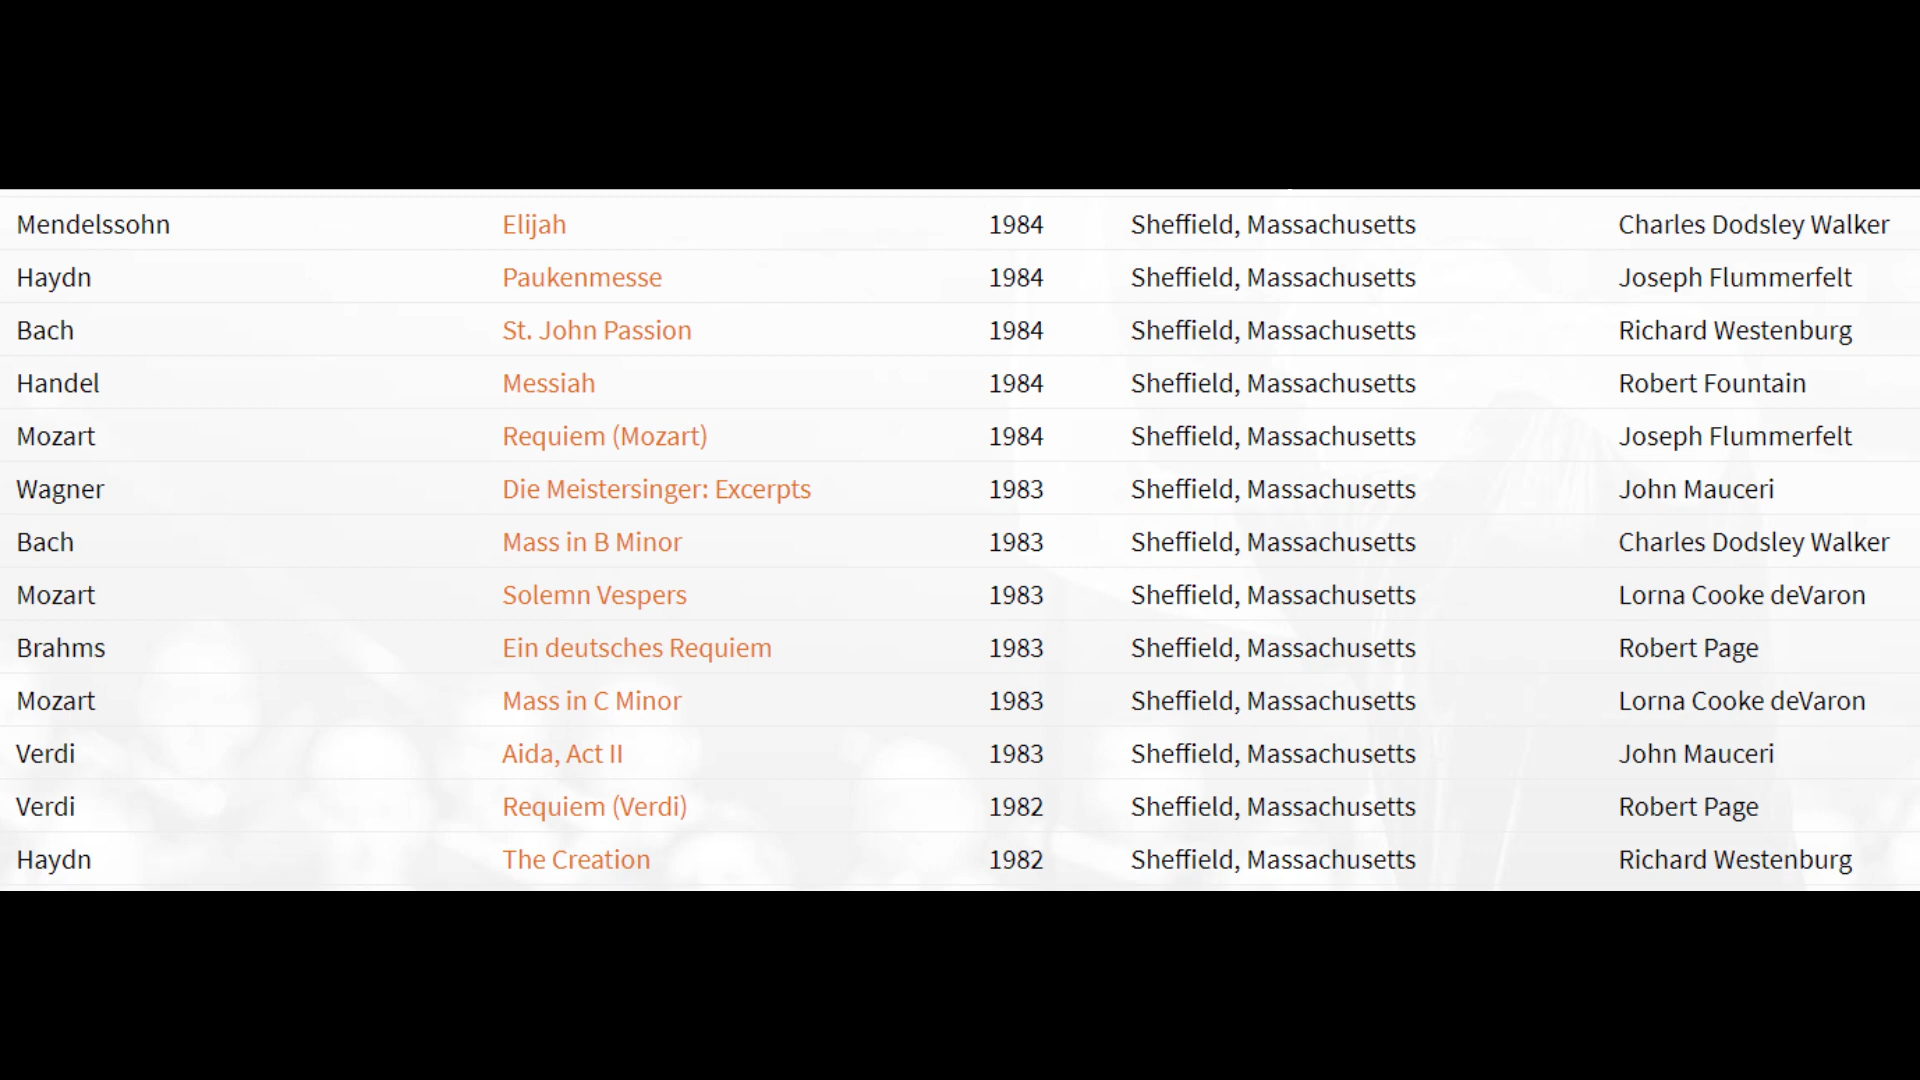 Mendelssohn Elijah 1984 Sheffield, Massachusetts Charles Dodsley Walker
Haydn Paukenmesse 1984 Sheffield, Massachusetts Joseph Flummerfelt
Bach St. John Passion 1984 Sheffield, Massachusetts Richard Westenburg
Handel Messiah 1984 Sheffield, Massachusetts Robert Fountain
Mozart Requiem (Mozart) 1984 Sheffield, Massachusetts Joseph Flummerfelt
Wagner Die Meistersinger: Excerpts 1983 Sheffield, Massachusetts John Mauceri
Bach Mass in B Minor 1983 Sheffield, Massachusetts Charles Dodsley Walker
Mozart Solemn Vespers 1983 Sheffield, Massachusetts Lorna Cooke deVaron
Brahms Ein deutsches Requiem 1983 Sheffield, Massachusetts Robert Page
Mozart Mass in C Minor 1983 Sheffield, Massachusetts Lorna Cooke deVaron
Verdi Aida, Act II 1983 Sheffield, Massachusetts John Mauceri
Verdi Requiem (Verdi) 1982 Sheffield, Massachusetts Robert Page
Haydn The Creation 1982 Sheffield, Massachusetts Richard Westenburg